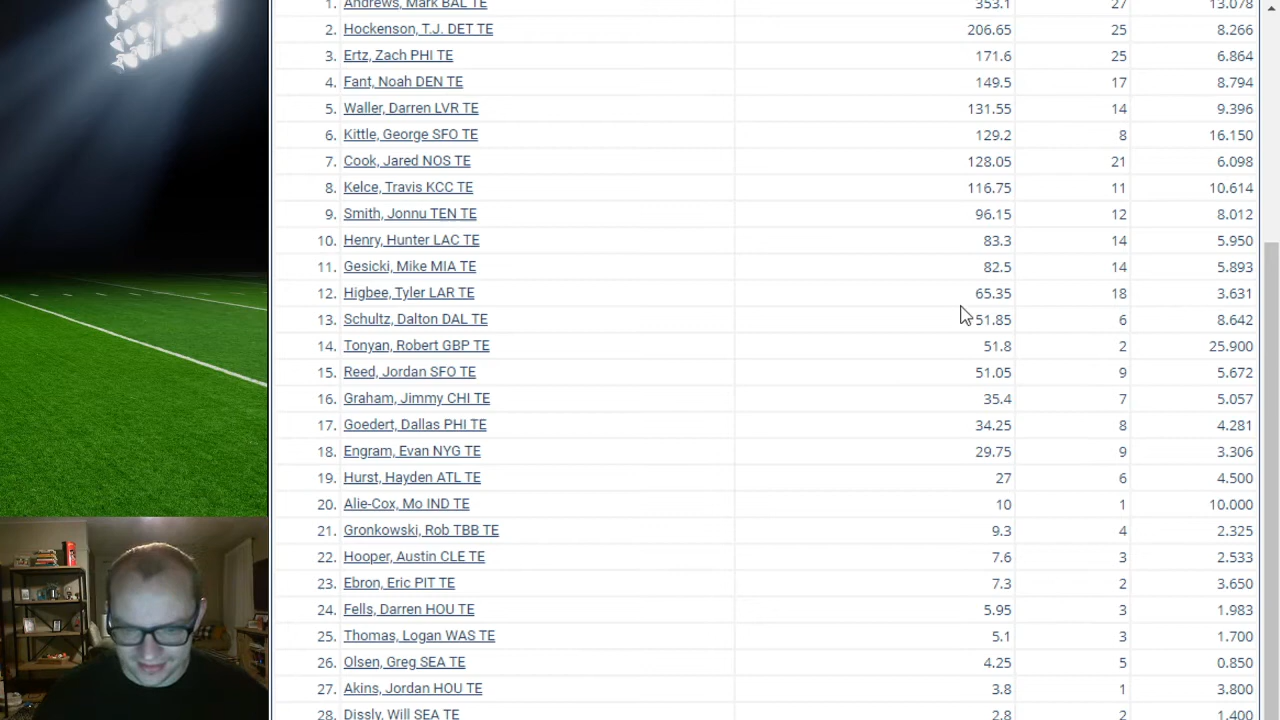 1. Andrews, Mark BAL TE 353.1 27 13.078
2. Hockenson, T.J. DET TE 206.65 25 8.266
3. Ertz, Zach PHI TE 171.6 25 6.864
4. Fant, Noah DEN TE 149.5 17 8.794
5. Waller, Darren LVR TE 131.55 14 9.396
6. Kittle, George SFO TE 129.2 8 16.150
7. Cook, Jared NOS TE 128.05 21 6.098
8. Kelce, Travis KCC TE 116.75 11 10.614
9. Smith, Jonnu TEN TE 96.15 12 8.012
10. Henry, Hunter LAC TE 83.3 14 5.950
11. Gesicki, Mike MIA TE 82.5 14 5.893
12. Higbee, Tyler LAR TE 65.35 18 3.631
13. Schultz, Dalton DAL TE 51.85 6 8.642
14. Tonyan, Robert GBP TE 51.8 2 25.900
15. Reed, Jordan SFO TE 51.05 9 5.672
16. Graham, Jimmy CHI TE 35.4 7 5.057
17. Goedert, Dallas PHI TE 34.25 8 4.281
18. Engram, Evan NYG TE 29.75 9 3.306
19. Hurst, Hayden ATL TE 27 6 4.500
20. Alie-Cox, Mo IND TE 10 1 10.000
21. Gronkowski, Rob TBB TE 9.3 4 2.325
22. Hooper, Austin CLE TE 7.6 3 2.533
23. Ebron, Eric PIT TE 7.3 2 3.650
24. Fells, Darren HOU TE 5.95 3 1.983
25. Thomas, Logan WAS TE 5.1 3 1.700
26. Olsen, Greg SEA TE 4.25 5 0.850
27. Akins, Jordan HOU TE 3.8 1 3.800
28. Dissly, Will SEA TE 2.8 2 1.400